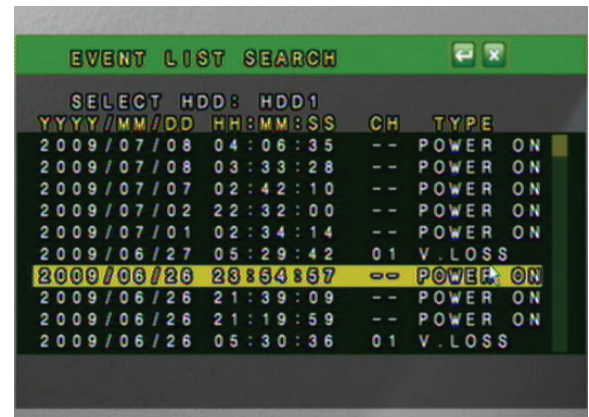 EVENT LIST SEARCH
SELECT HDD: HDD1
YYYY/MM/DD HH:MM:SS CH TYPE
2009/07/08 04:06:35 -- POWER ON
2009/07/08 03:33:28 -- POWER ON
2009/07/07 02:42:10 -- POWER ON
2009/07/02 22:32:00 -- POWER ON
2009/07/01 02:34:14 -- POWER ON
2009/06/27 05:29:42 01 V.LOSS
2009/06/26 23:54:57 -- POWER ON
2009/06/26 21:39:09 -- POWER ON
2009/06/26 21:19:59 -- POWER ON
2009/06/26 05:30:36 01 V.LOSS